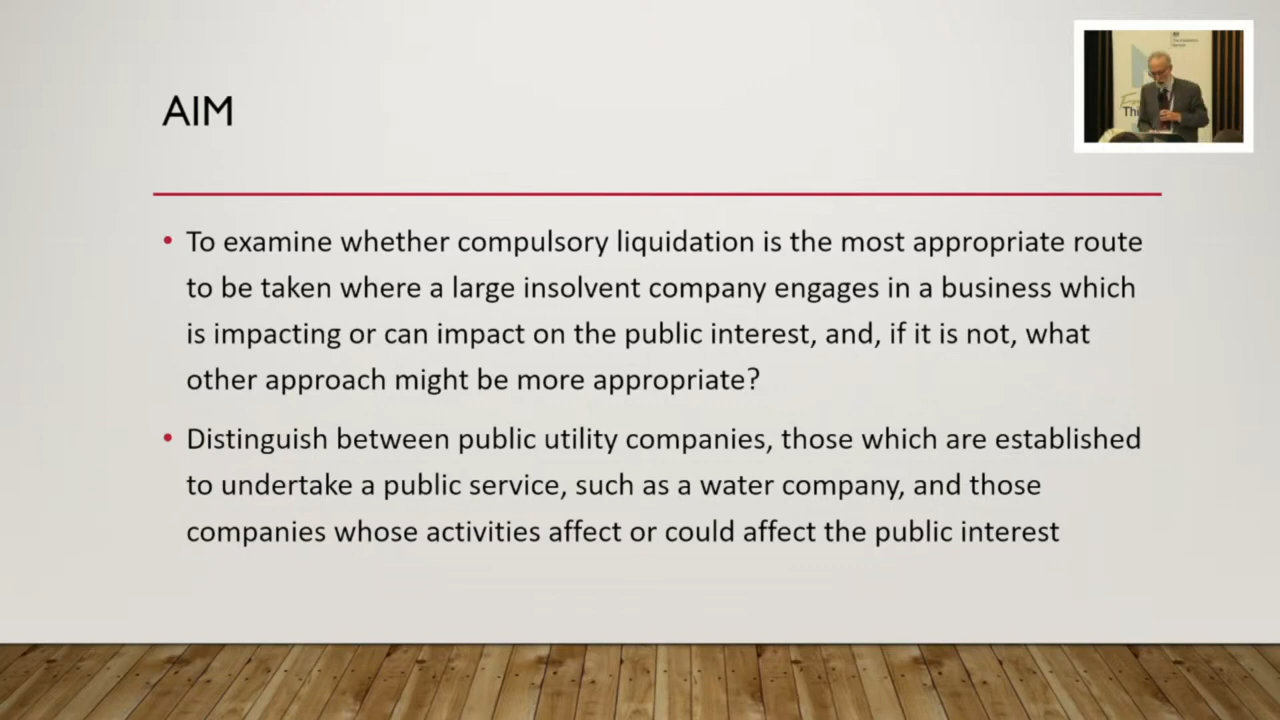 AIM
• To examine whether compulsory liquidation is the most appropriate route
to be taken where a large insolvent company engages in a business which
is impacting or can impact on the public interest, and, if it is not, what
other approach might be more appropriate?
• Distinguish between public utility companies, those which are established
to undertake a public service, such as a water company, and those
companies whose activities affect or could affect the public interest